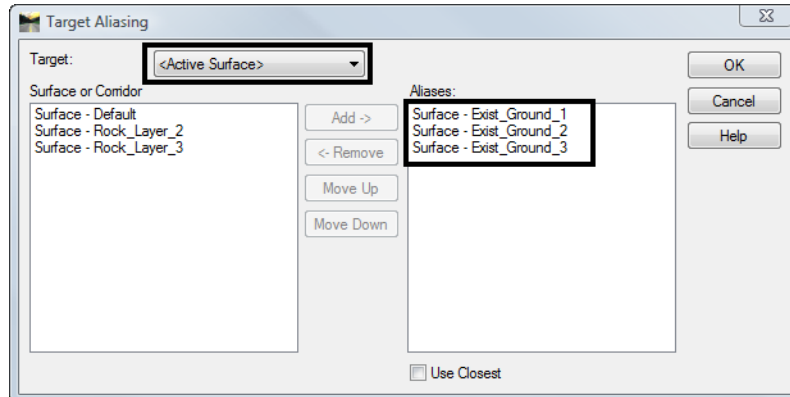 Target Aliasing
Target:
<Active Surface>
OK
Surface or Corridor
Aliases:
Cancel
Surface - Default
Surface - Rock_Layer_2
Surface - Rock_Layer_3
Add ->
<- Remove
Move Up
Move Down
Surface - Exist_Ground_1
Surface - Exist_Ground_2
Surface - Exist_Ground_3
Help
Use Closest